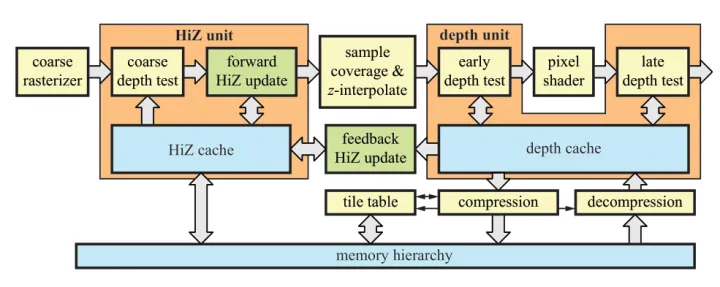 HiZ unit
depth unit
coarse
rasterizer
coarse
depth test
forward
HiZ update
sample
coverage &
z-interpolate
early
depth test
pixel
shader
late
depth test
HiZ cache
feedback
HiZ update
depth cache
tile table
compression
decompression
memory hierarchy